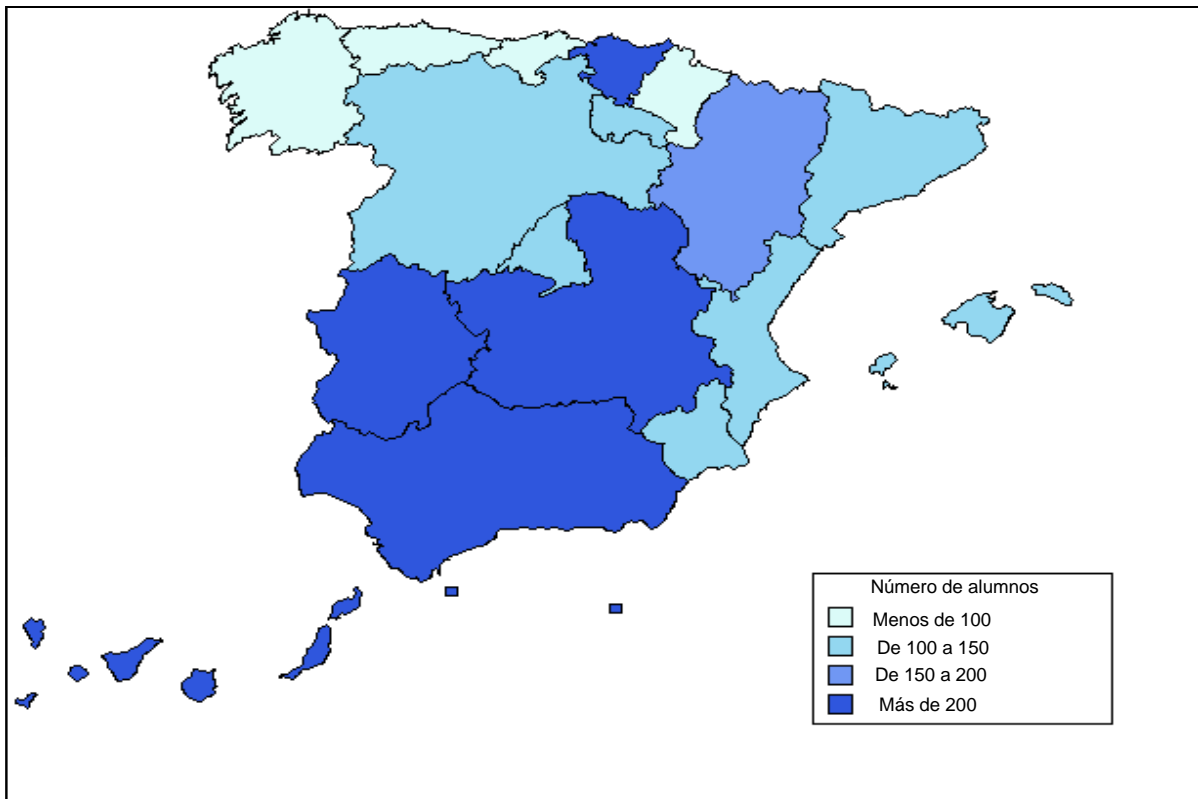 Número de alumnos
Menos de 100
De 100 a 150
De 150 a 200
Más de 200